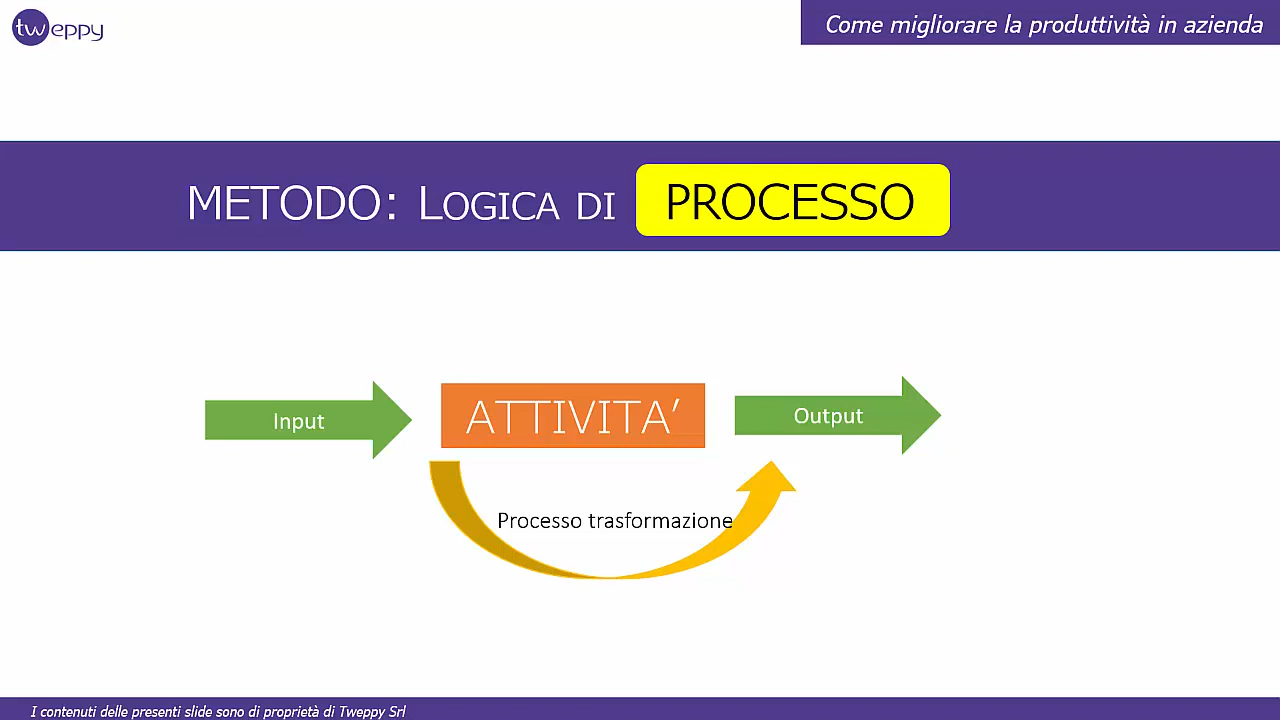 tweppy
Come migliorare la produttività in azienda
METODO: LOGICA DI PROCESSO
Input
ATTIVITA’
Output
Processo trasformazione
I contenuti delle presenti slide sono di proprietà di Tweppy Srl